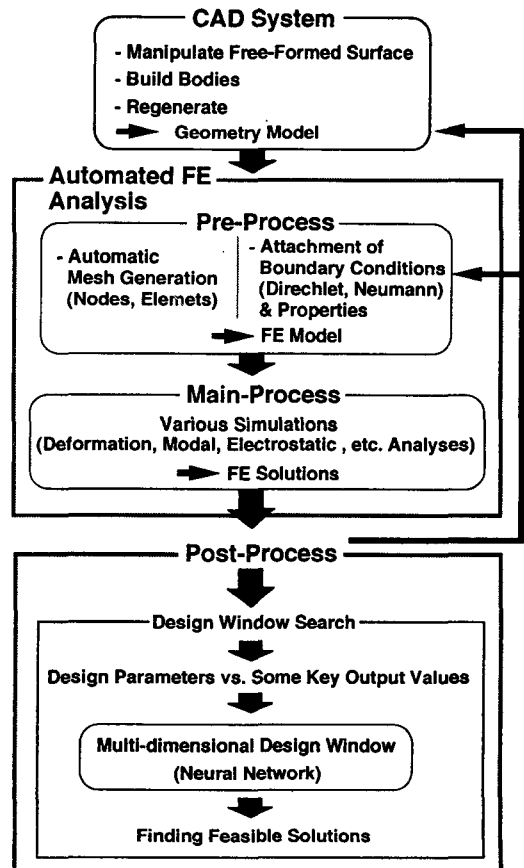 CAD System
- Manipulate Free-Formed Surface
- Build Bodies
- Regenerate
Geometry Model
Automated FE
Analysis
Pre-Process
- Automatic
Mesh Generation
(Nodes, Elemets)
- Attachment of
Boundary Conditions
(Direchlet, Neumann)
& Properties
FE Model
Main-Process
Various Simulations
(Deformation, Modal, Electrostatic , etc. Analyses)
FE Solutions
Post-Process
Design Window Search
Design Parameters vs. Some Key Output Values
Multi-dimensional Design Window
(Neural Network)
Finding Feasible Solutions